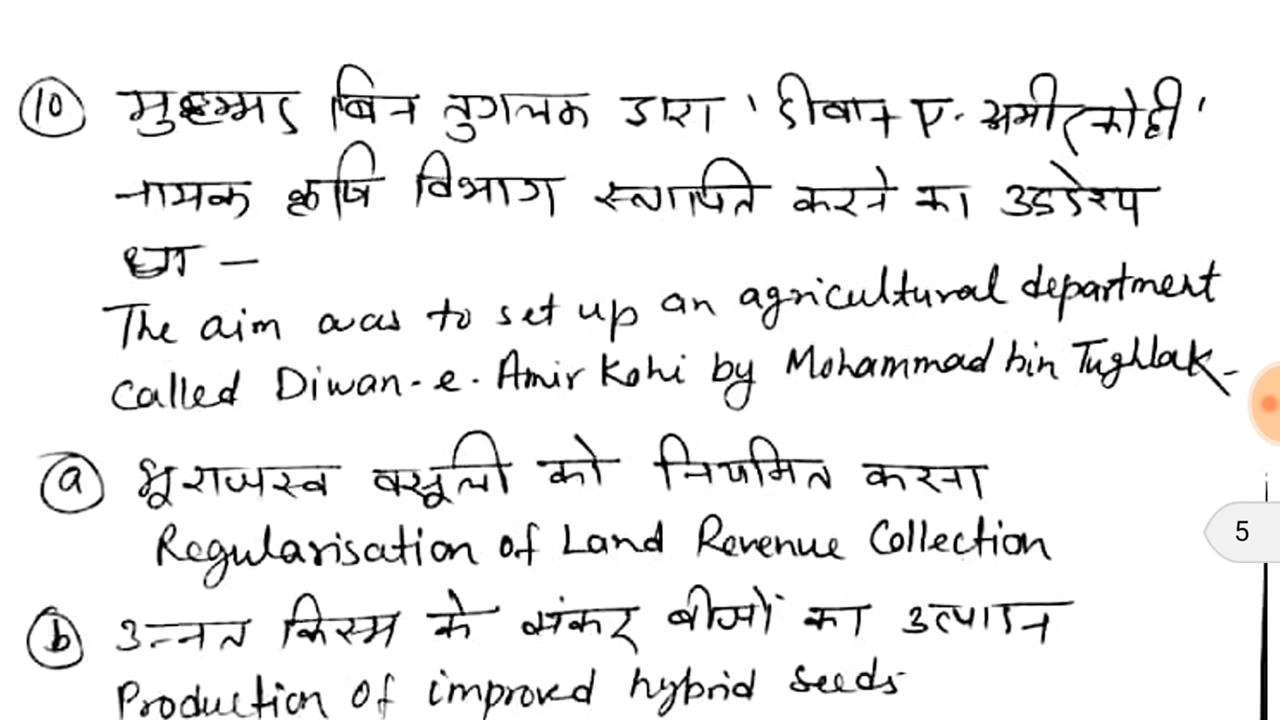 10 मुहम्मद बिन तुगलक द्वारा 'दीवान ए. अमीरकोही'
नामक कृषि विभाग स्थापित करने का उद्देश्य
था —
The aim was to set up an agricultural department
called Diwan-e. Amir Kohi by Mohammad bin Tughlak-
a भू राजस्व वसूली को नियमित करना
Regularisation of Land Revenue Collection
5
b उन्नत किस्म के संकर बीजों का उत्पादन
Production of improved hybrid seeds